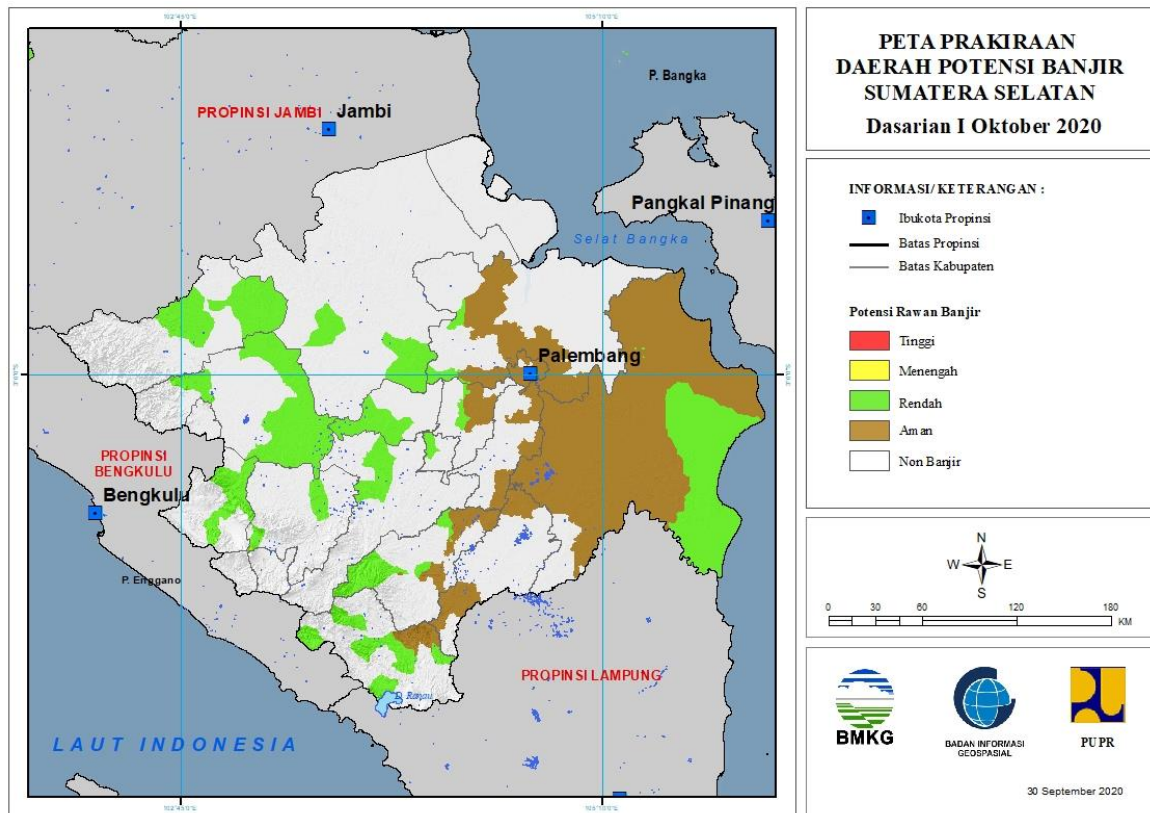 PETA PRAKIRAAN
DAERAH POTENSI BANJIR
SUMATERA SELATAN
Dasarian I Oktober 2020
INFORMASI/ KETERANGAN :
Ibukota Propinsi
Batas Propinsi
Batas Kabupaten
Potensi Rawan Banjir
Tinggi
Menengah
Rendah
Aman
Non Banjir
N
W E
S
0 30 60 120 180
KM
BMKG
BADAN INFORMASI
GEOSPASIAL
PUPR
30 September 2020
P. Bangka
PROPINSI JAMBI
Jambi
Pangkal Pinang
Selat Bangka
Palembang
PROPINSI
BENGKULU
Bengkulu
P. Enggano
PROPINSI LAMPUNG
D. Ranau
LAUT INDONESIA